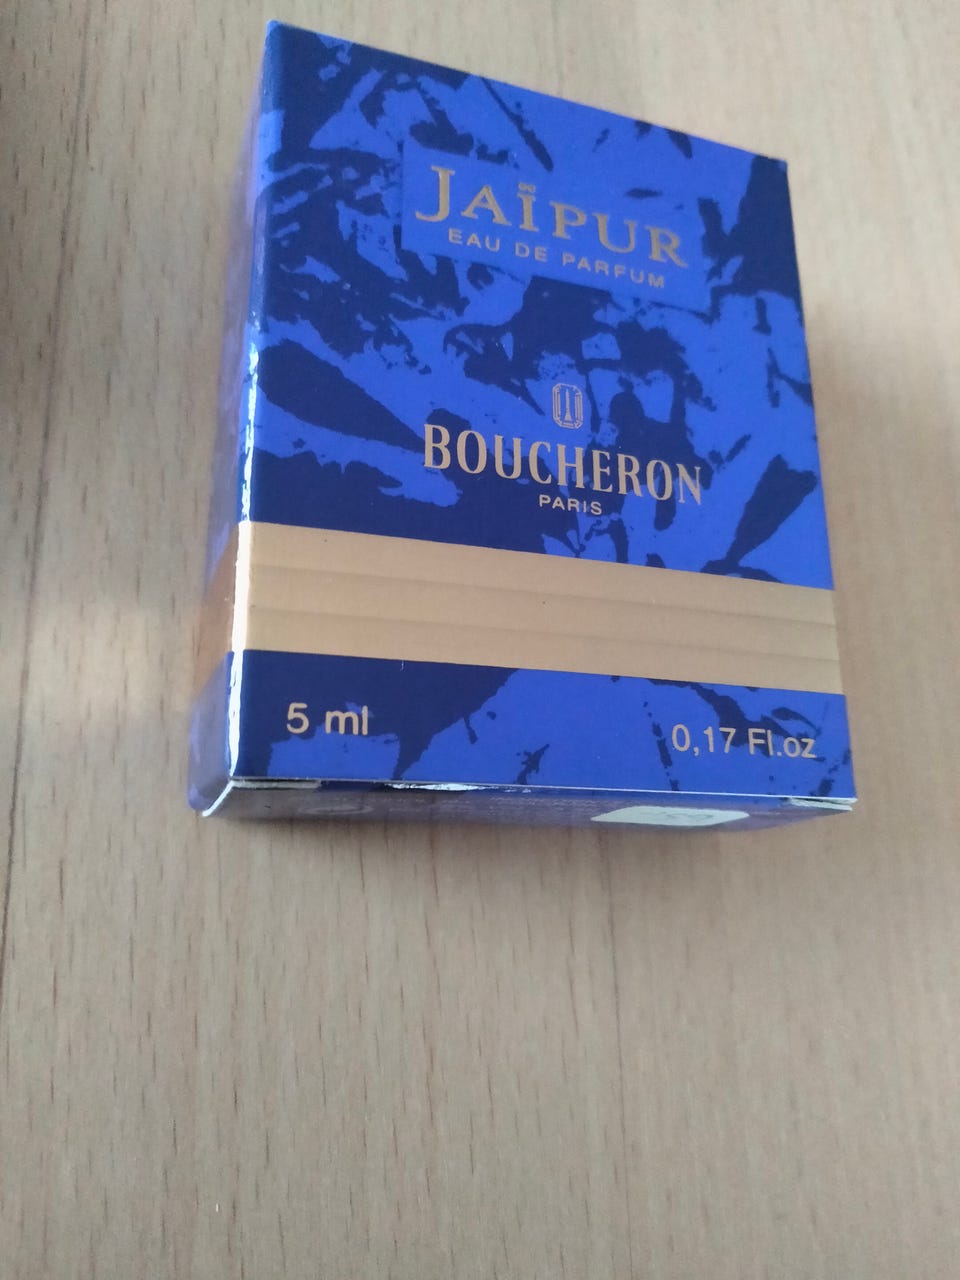 JAÏPUR
EAU DE PARFUM
BOUCHERON
PARIS
5 ml
0,17 Fl.oz